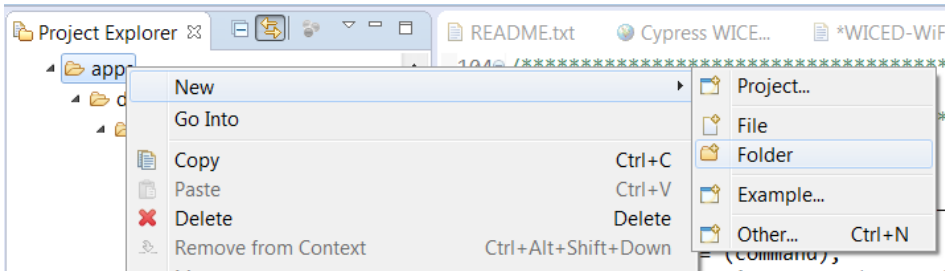 Project Explorer
README.txt
Cypress WICE...
*WICED-WiF
apps
104 /***********************************
New
Project...
Go Into
File
Copy Ctrl+C
Folder
Paste Ctrl+V
Example...
Delete Delete
Other... Ctrl+N
Remove from Context Ctrl+Alt+Shift+Down
= (command),